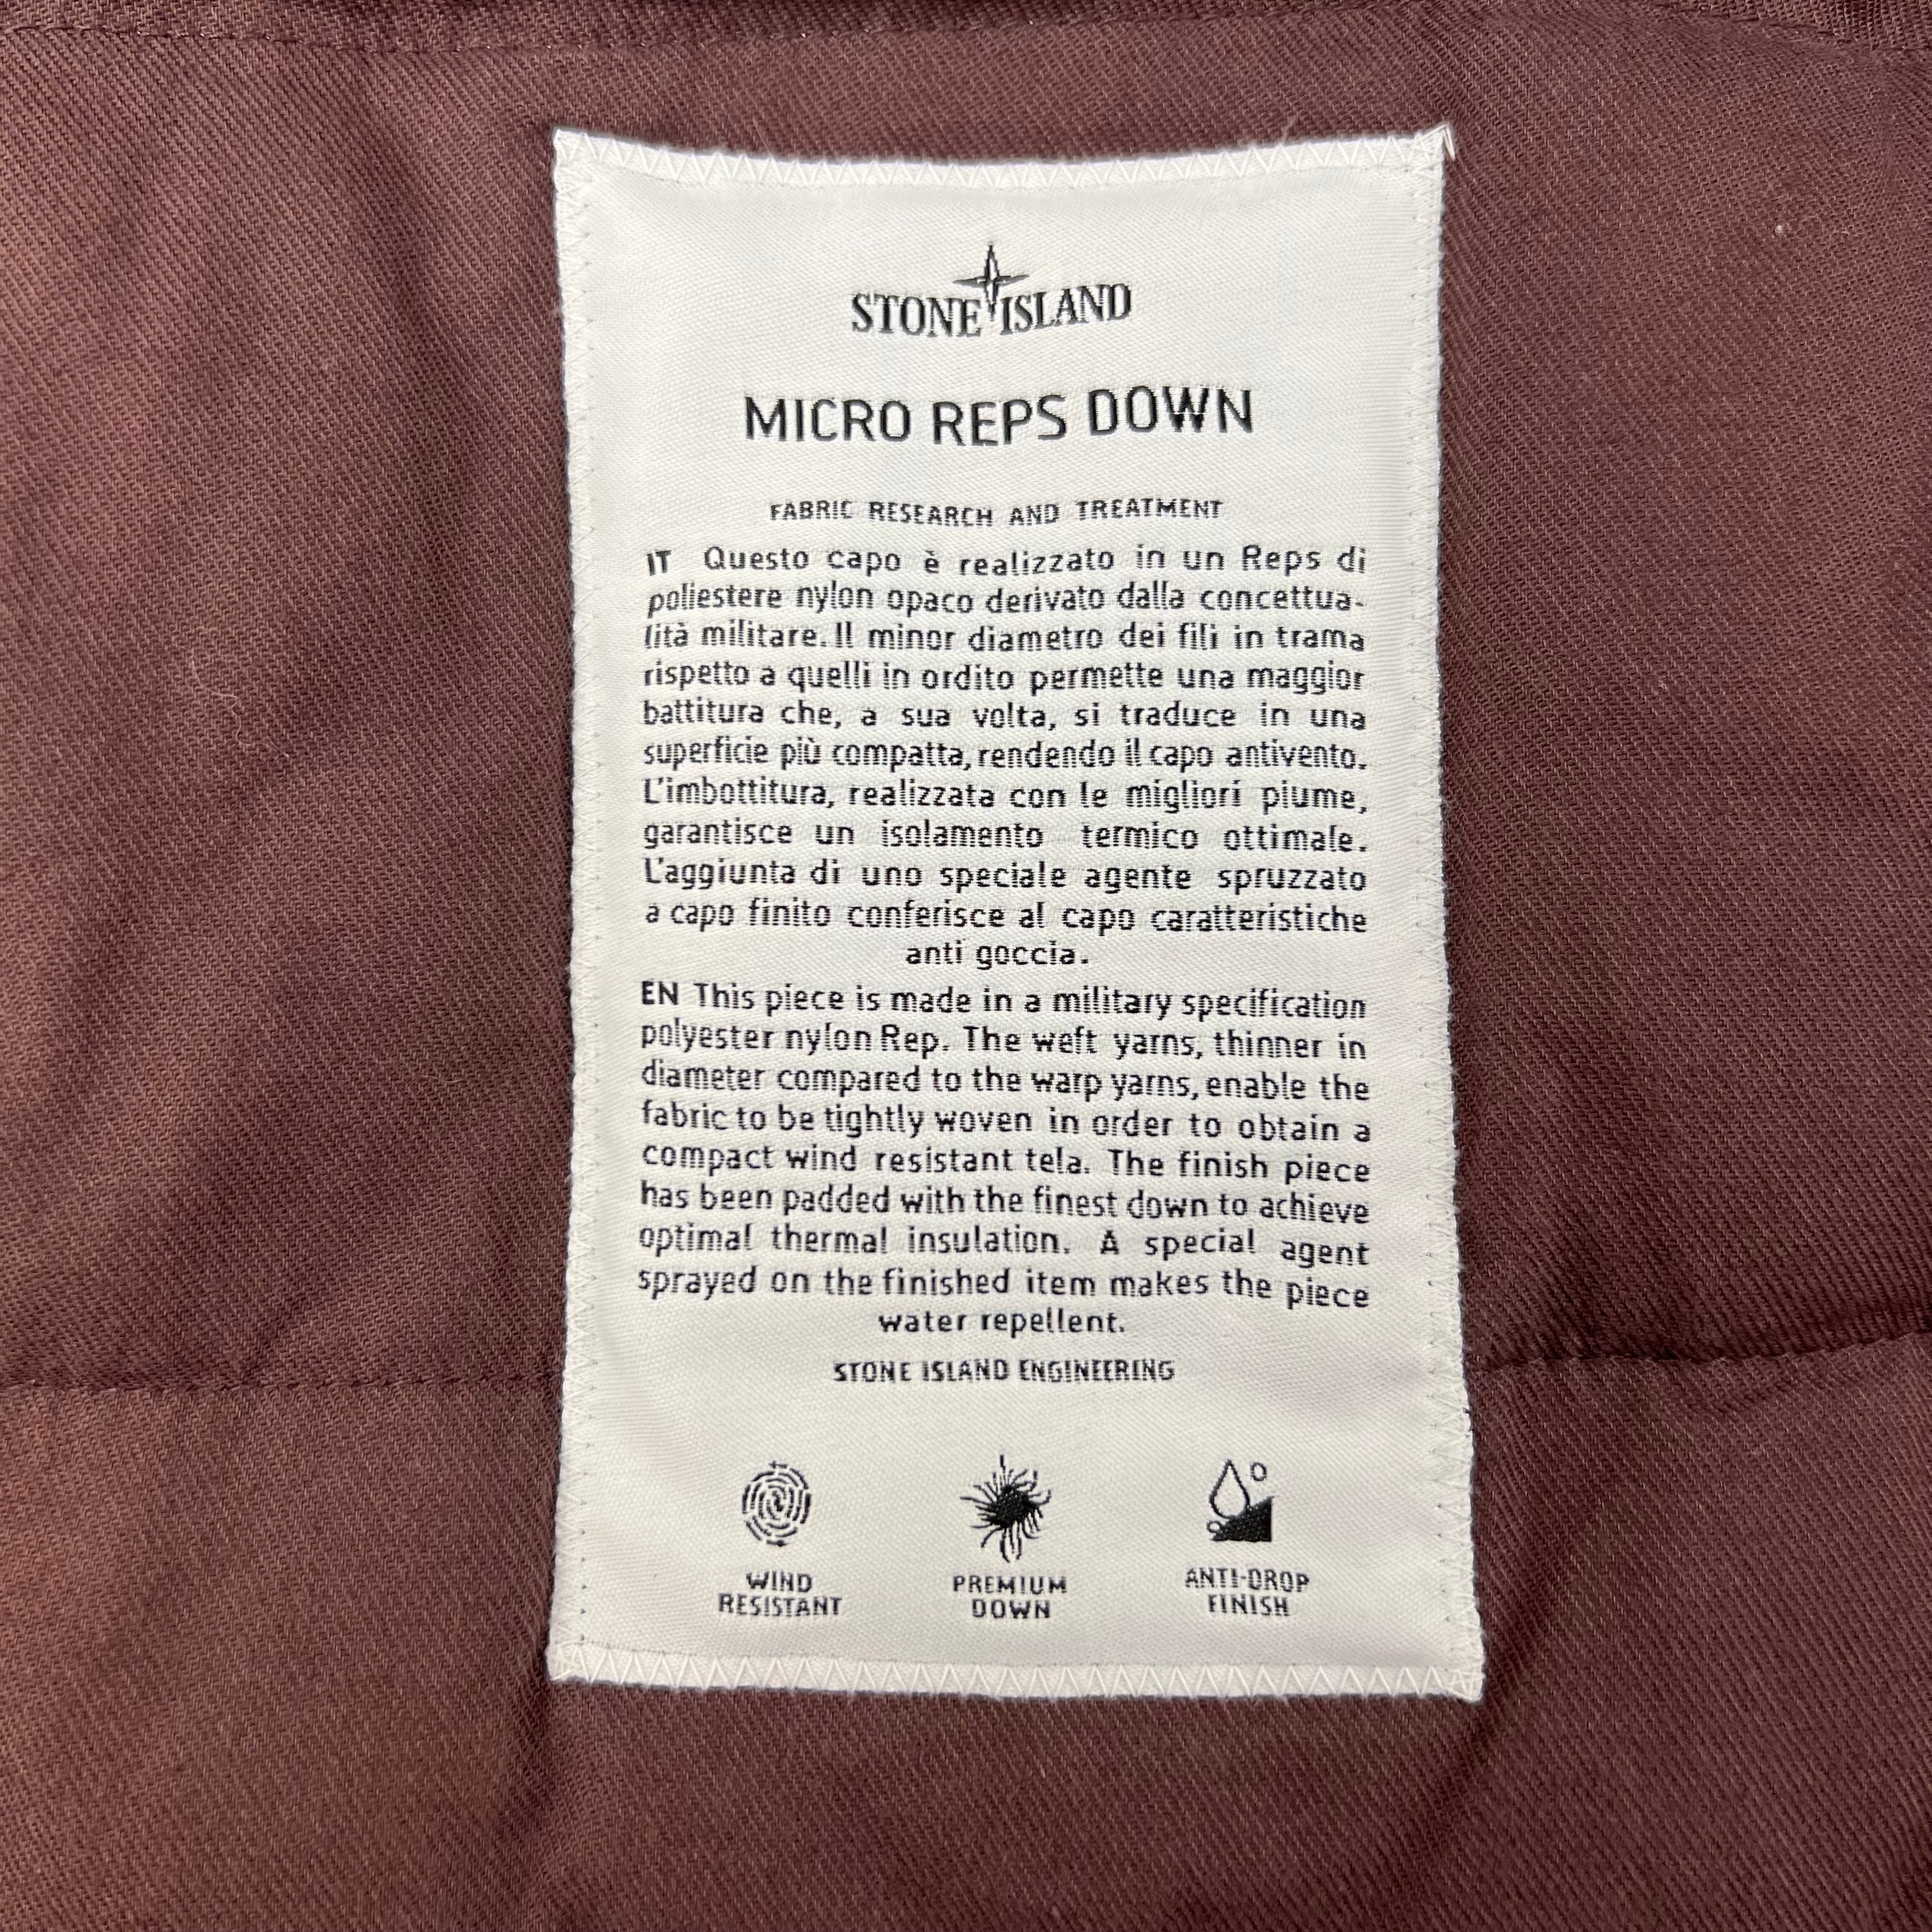 STONE ISLAND
MICRO REPS DOWN
FABRIC RESEARCH AND TREATMENT
IT Questo capo è realizzato in un Reps di
poliestere nylon opaco derivato dalla concettua-
lità militare. Il minor diametro dei fili in trama
rispetto a quelli in ordito permette una maggior
battitura che, a sua volta, si traduce in una
superficie più compatta, rendendo il capo antivento.
L'imbottitura, realizzata con le migliori piume,
garantisce un isolamento termico ottimale.
L'aggiunta di uno speciale agente spruzzato
a capo finito conferisce al capo caratteristiche
anti goccia.
EN This piece is made in a military specification
polyester nylon Rep. The weft yarns, thinner in
diameter compared to the warp yarns, enable the
fabric to be tightly woven in order to obtain a
compact wind resistant tela. The finish piece
has been padded with the finest down to achieve
optimal thermal insulation. A special agent
sprayed on the finished item makes the piece
water repellent.
STONE ISLAND ENGINEERING
WIND
RESISTANT
PREMIUM
DOWN
ANTI-DROP
FINISH